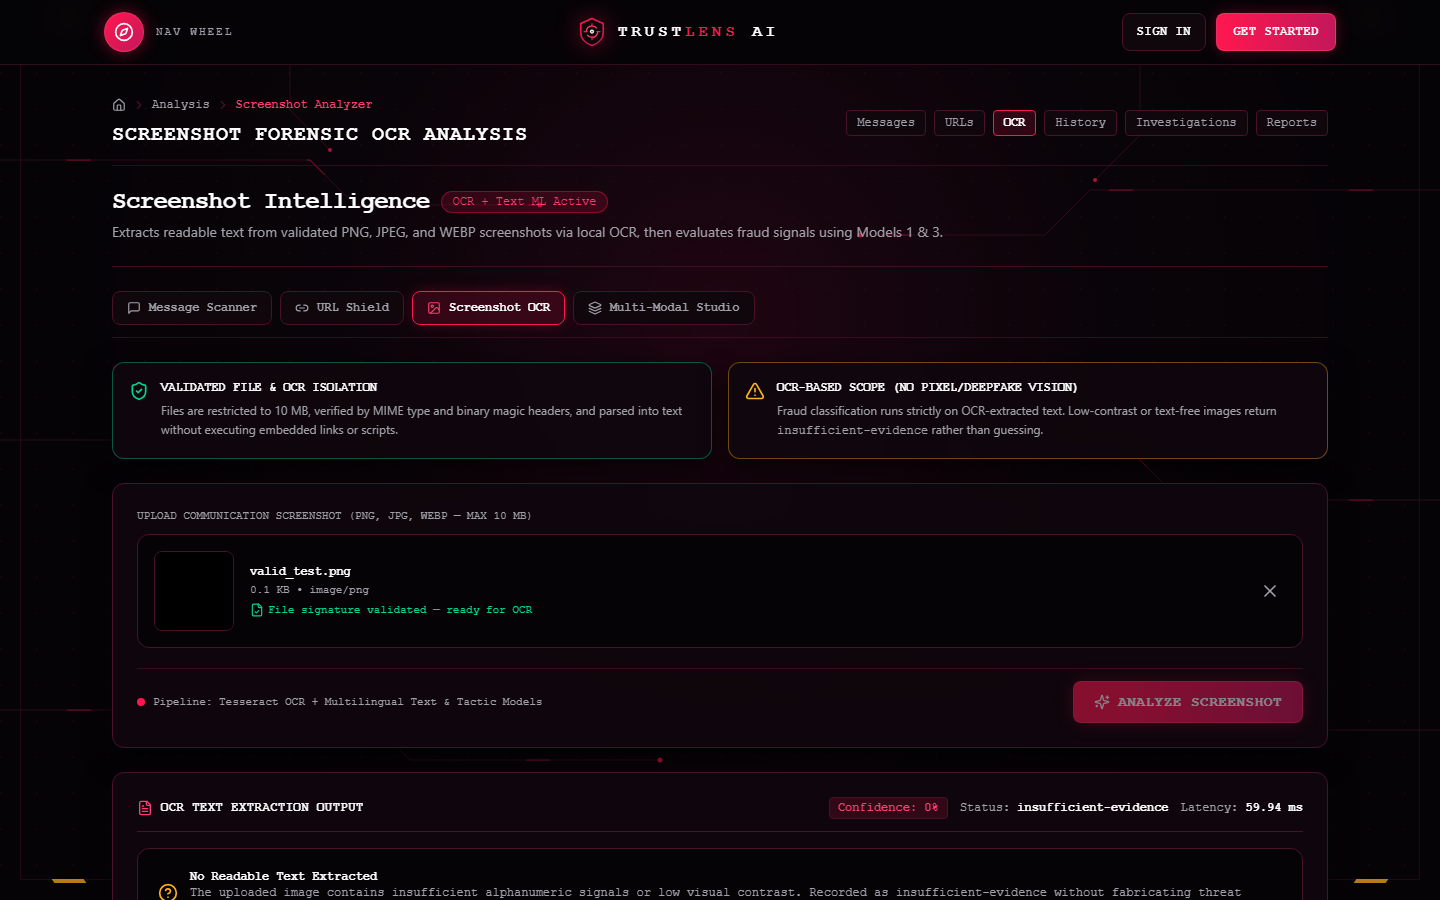 NAV WHEEL
TRUSTLENS AI
SIGN IN
GET STARTED
Analysis
Screenshot Analyzer
SCREENSHOT FORENSIC OCR ANALYSIS
Messages
URLs
OCR
History
Investigations
Reports
Screenshot Intelligence
OCR + Text ML Active
Extracts readable text from validated PNG, JPEG, and WEBP screenshots via local OCR, then evaluates fraud signals using Models 1 & 3.
Message Scanner
URL Shield
Screenshot OCR
Multi-Modal Studio
VALIDATED FILE & OCR ISOLATION
Files are restricted to 10 MB, verified by MIME type and binary magic headers, and parsed into text
without executing embedded links or scripts.
OCR-BASED SCOPE (NO PIXEL/DEEPFAKE VISION)
Fraud classification runs strictly on OCR-extracted text. Low-contrast or text-free images return
insufficient-evidence rather than guessing.
UPLOAD COMMUNICATION SCREENSHOT (PNG, JPG, WEBP — MAX 10 MB)
valid_test.png
0.1 KB • image/png
File signature validated — ready for OCR
Pipeline: Tesseract OCR + Multilingual Text & Tactic Models
ANALYZE SCREENSHOT
OCR TEXT EXTRACTION OUTPUT
Confidence: 0%
Status: insufficient-evidence
Latency: 59.94 ms
No Readable Text Extracted
The uploaded image contains insufficient alphanumeric signals or low visual contrast. Recorded as insufficient-evidence without fabricating threat